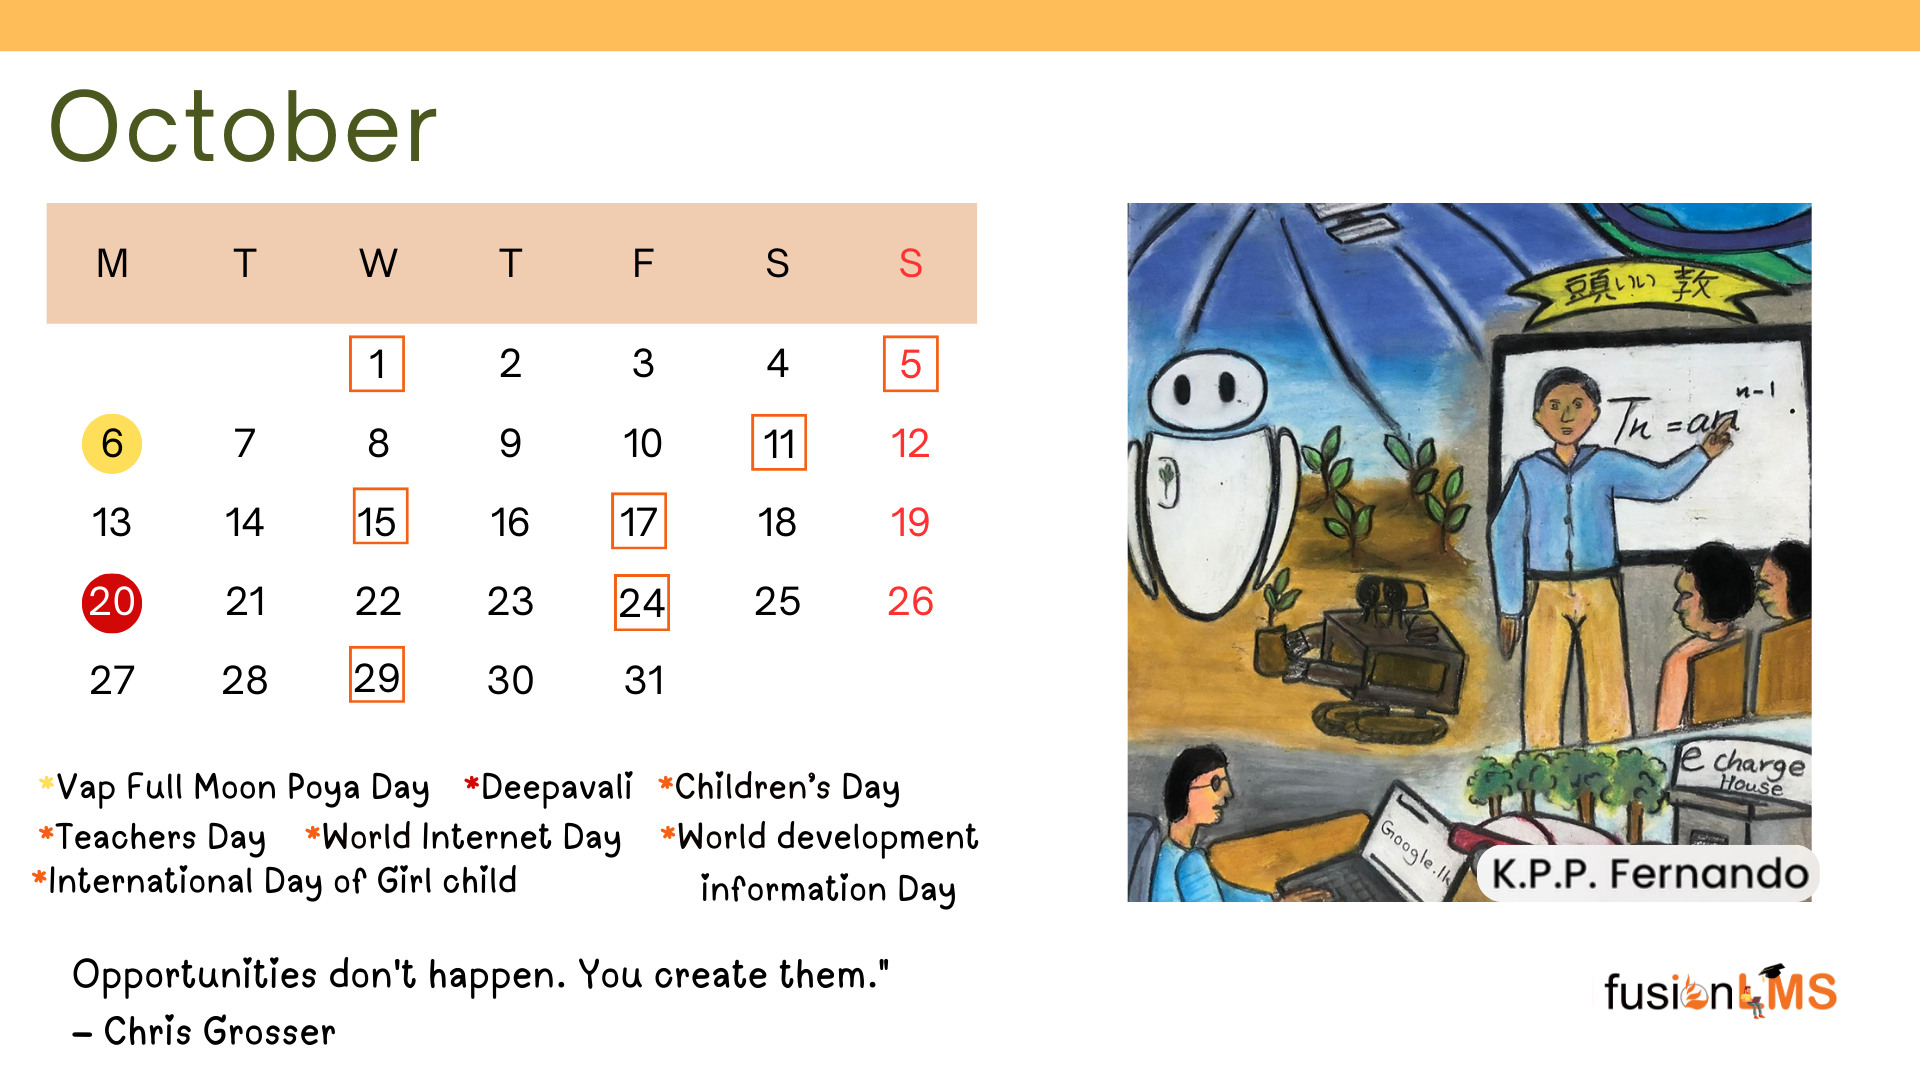 October
M T W T F S S
1 2 3 4 5
6 7 8 9 10 11 12
13 14 15 16 17 18 19
20 21 22 23 24 25 26
27 28 29 30 31
*Vap Full Moon Poya Day *Deepavali *Children's Day
*Teachers Day *World Internet Day *World development
information Day
*International Day of Girl child
Opportunities don't happen. You create them."
– Chris Grosser
頭いい 教
Tn = ar n-1
e charge
House
Google.lk
K.P.P. Fernando
fusionLMS